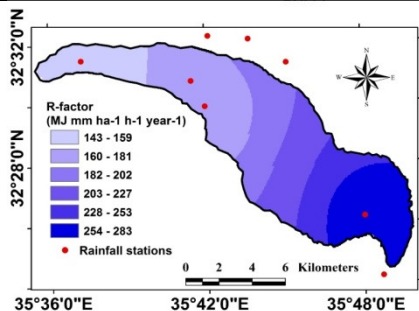 32°32'0"N
32°28'0"N
N
W
E
S
R-factor
(MJ mm ha-1 h-1 year-1)
143 - 159
160 - 181
182 - 202
203 - 227
228 - 253
254 - 283
Rainfall stations
0 2 4 6 Kilometers
35°36'0"E 35°42'0"E 35°48'0"E